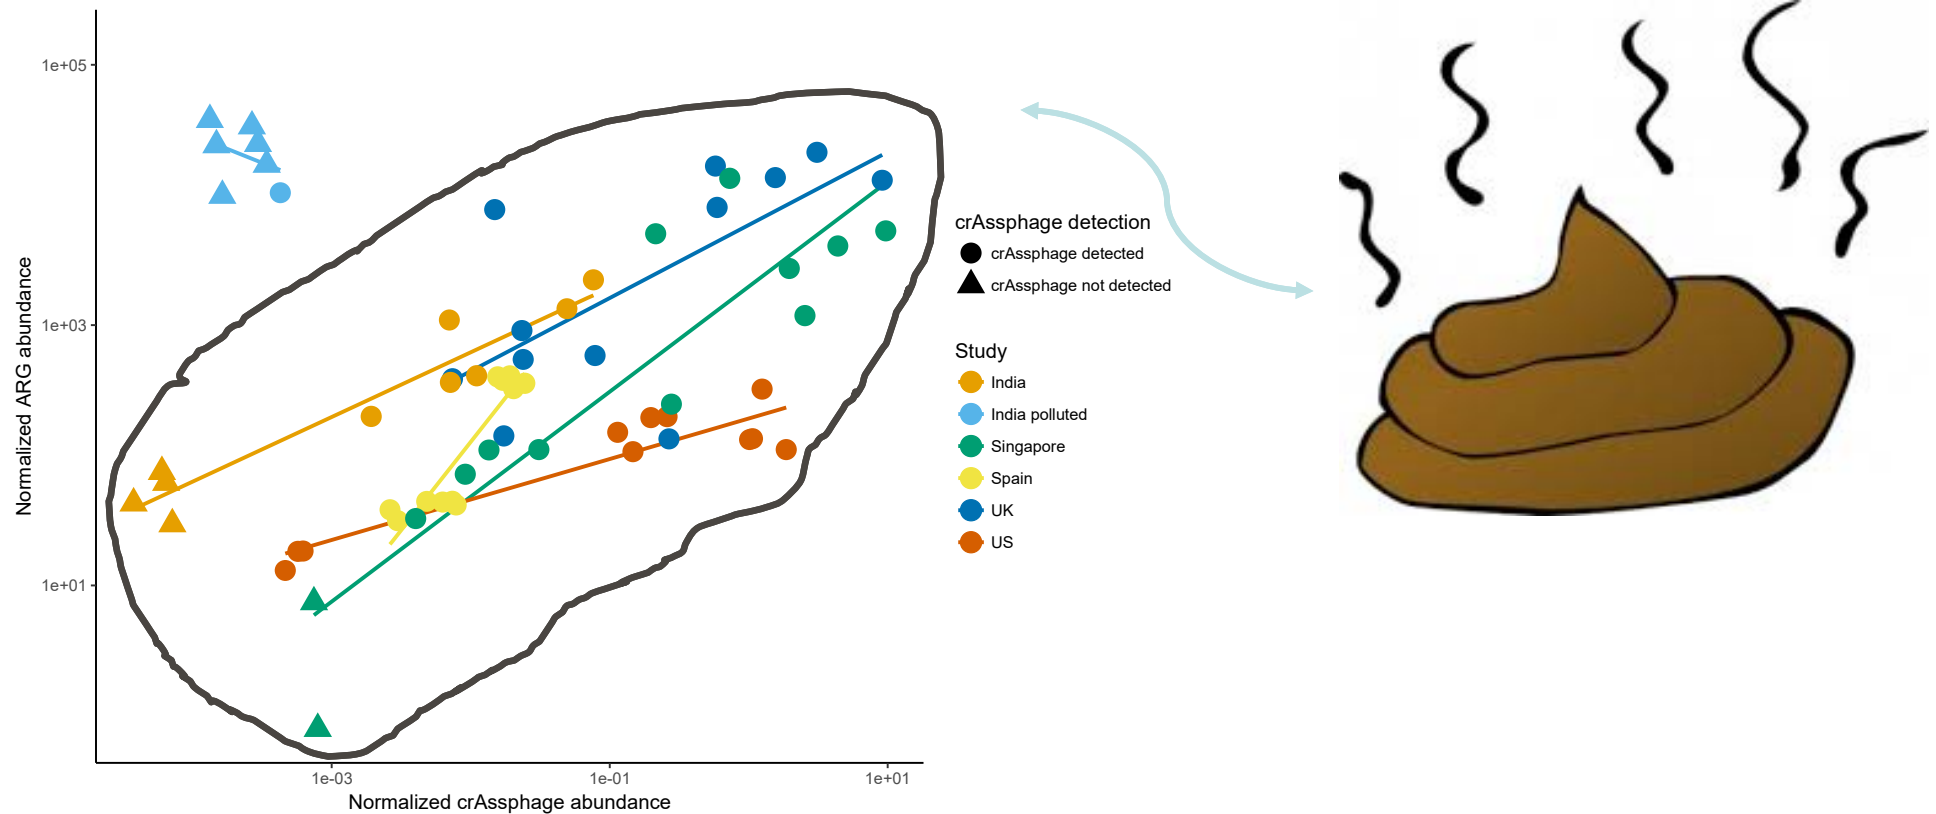 1e+05
1e+03
1e+01
Normalized ARG abundance
1e-03
1e-01
1e+01
Normalized crAssphage abundance
crAssphage detection
crAssphage detected
crAssphage not detected
Study
India
India polluted
Singapore
Spain
UK
US